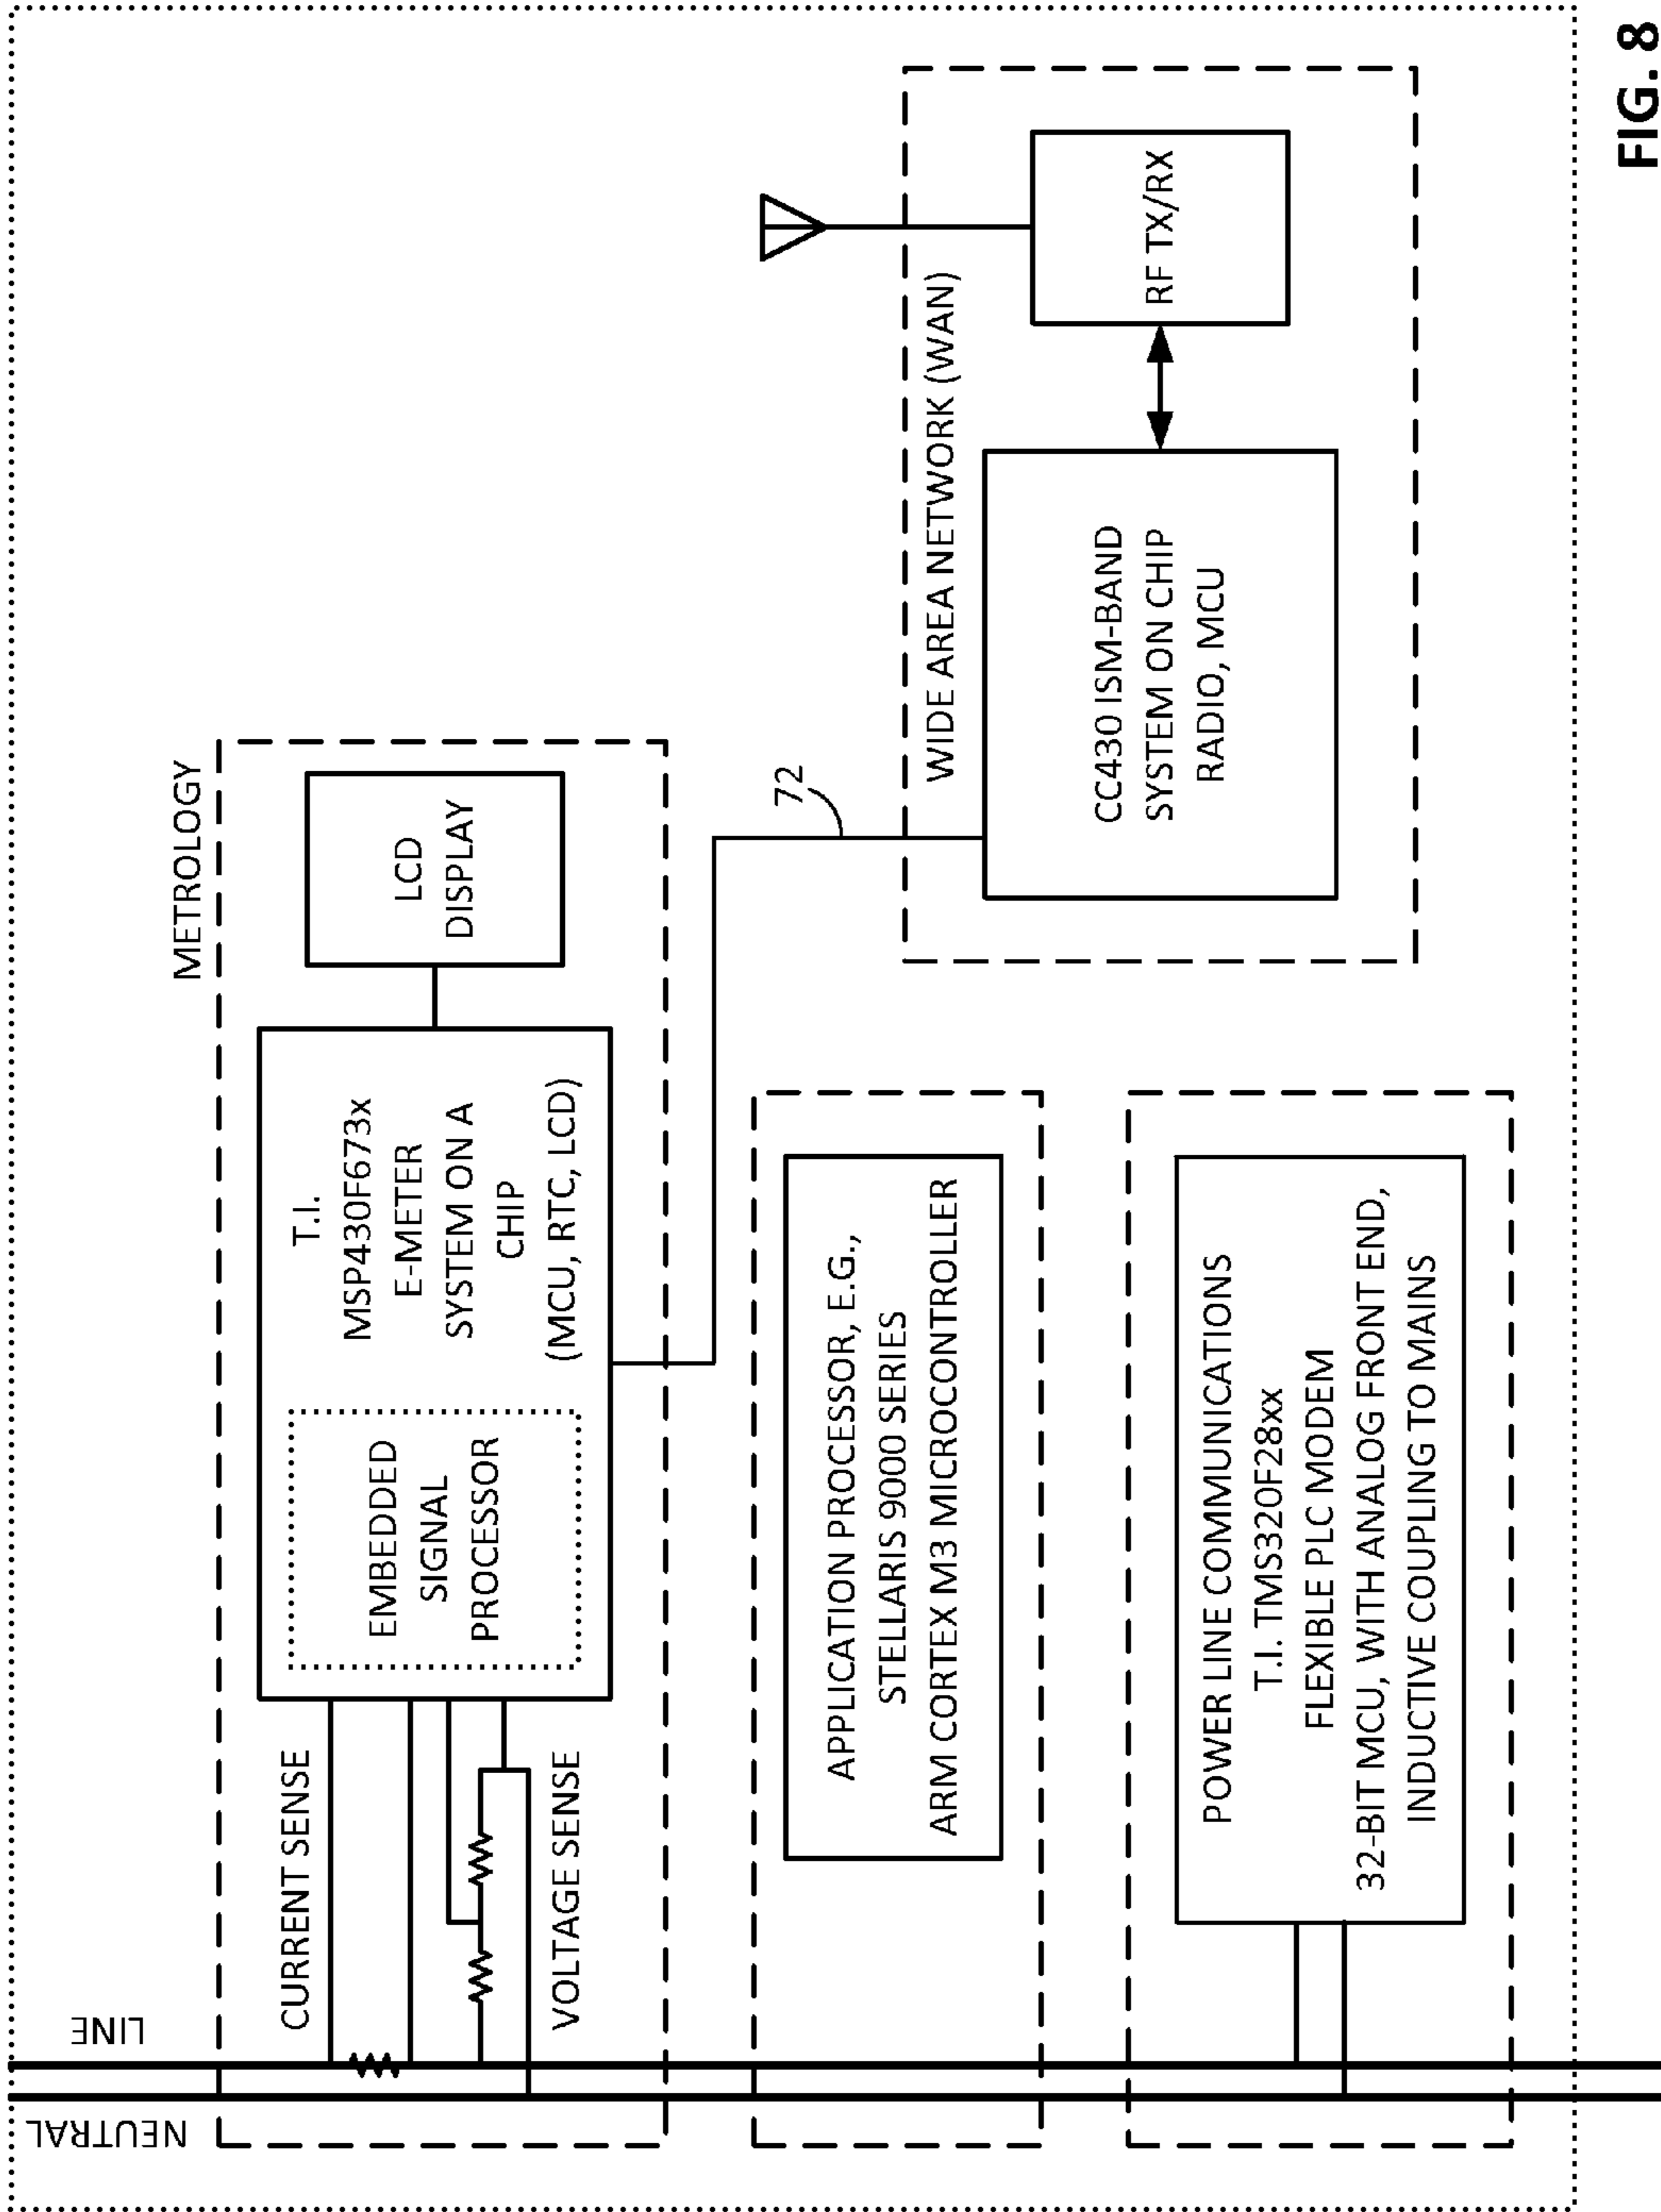 METROLOGY
LINE
NEUTRAL
CURRENT SENSE
VOLTAGE SENSE
EMBEDDED
SIGNAL
PROCESSOR
T.I.
MSP430F673x
E-METER
SYSTEM ON A
CHIP
(MCU, RTC, LCD)
LCD
DISPLAY
72
APPLICATION PROCESSOR, E.G.,
STELLARIS 9000 SERIES
ARM CORTEX M3 MICROCONTROLLER
WIDE AREA NETWORK (WAN)
CC430 ISM-BAND
SYSTEM ON CHIP
RADIO, MCU
RF TX/RX
POWER LINE COMMUNICATIONS
T.I. TMS320F28xx
FLEXIBLE PLC MODEM
32-BIT MCU, WITH ANALOG FRONT END,
INDUCTIVE COUPLING TO MAINS
FIG. 8